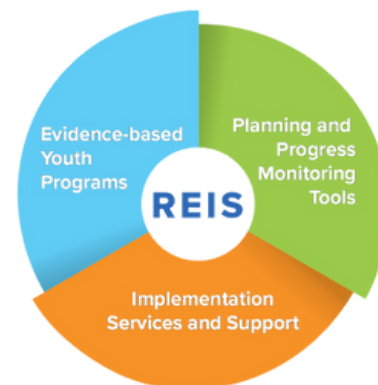 Evidence-based
Youth
Programs
Planning and
Progress
Monitoring
Tools
REIS
Implementation
Services and Support